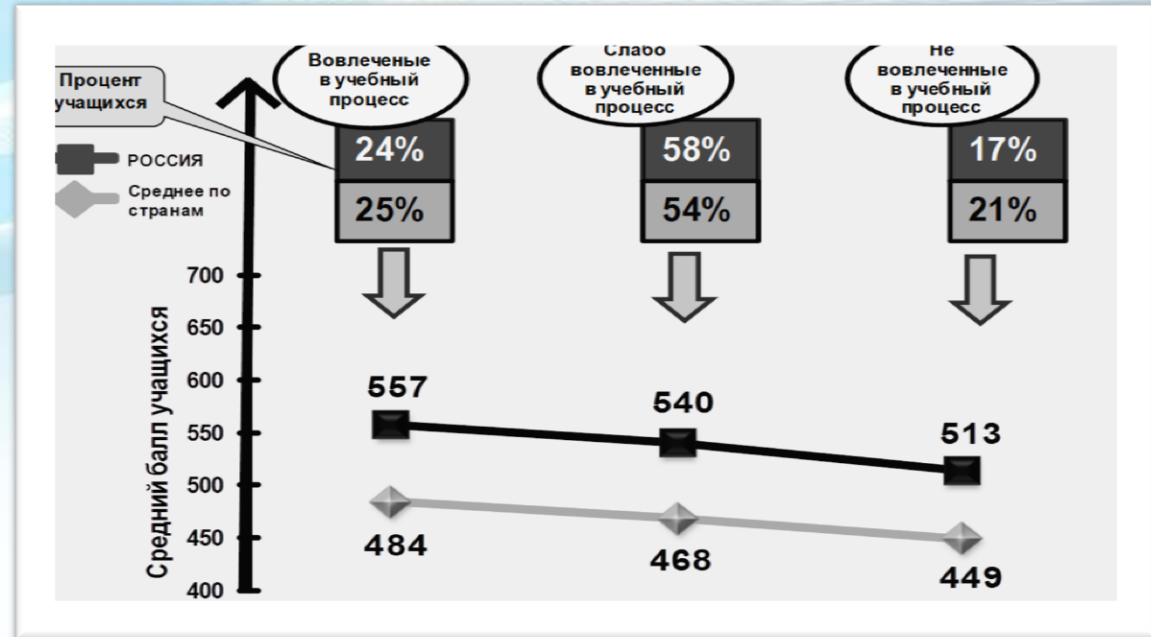 Процент
учащихся
РОССИЯ
Среднее по
странам
Вовлеченые
в учебный
процесс
24%
25%
Слабо
вовлеченные
в учебный
процесс
58%
54%
Не
вовлеченные
в учебный
процесс
17%
21%
Средний балл учащихся
700
650
600
550
500
450
400
557
540
513
484
468
449